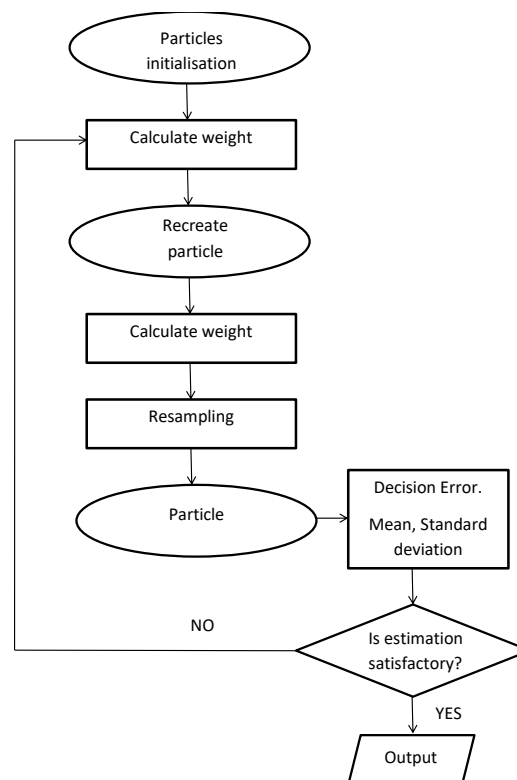 Particles
initialisation
Calculate weight
Recreate
particle
Calculate weight
Resampling
Particle
Decision Error.
Mean, Standard
deviation
NO
Is estimation
satisfactory?
YES
Output